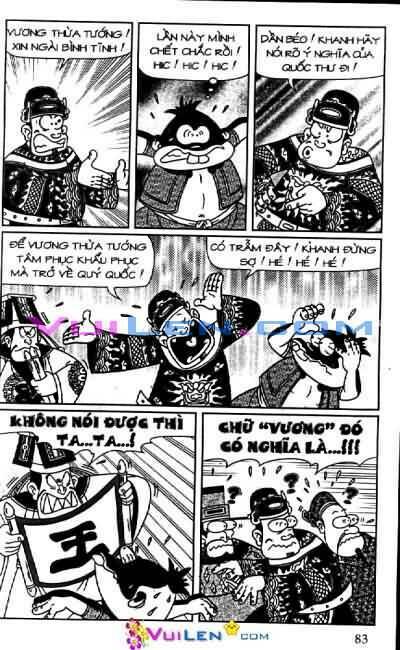 VƯƠNG THỪA TƯỚNG!
XIN NGÀI BÌNH TĨNH!
LẦN NÀY MÌNH
CHẾT CHẮC RỒI!
HIC! HIC! HIC!
DẦN BÉO! KHANH HÃY
NÓI RÕ Ý NGHĨA CỦA
QUỐC THƯ ĐI!
ĐỂ VƯƠNG THỪA TƯỚNG
TÂM PHỤC KHẨU PHỤC
MÀ TRỞ VỀ QUÝ QUỐC!
CÓ TRẪM ĐÂY! KHANH ĐỪNG
SỢ! HÉ! HÉ! HÉ!
VUILEN.COM
KHÔNG NÓI ĐƯỢC THÌ
TA...TA...!
王
CHỮ "VƯƠNG" ĐÓ
CÓ NGHĨA LÀ...!!!
? ? ?
83
VUILEN.COM